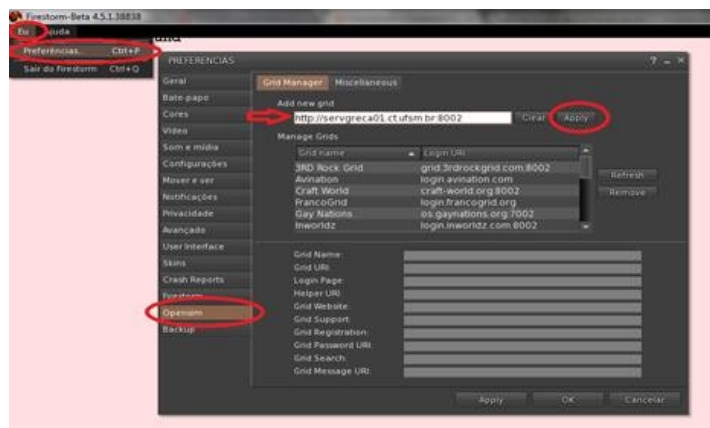 Firestorm-Beta 4.5.1.38838
Eu Ajuda
Preferências... Ctrl+P
Sair do Firestorm Ctrl+Q
PREFERÊNCIAS
Geral
Bate-papo
Cores
Vídeo
Som e mídia
Configurações
Mover e ver
Notificações
Privacidade
Avançado
User Interface
Skins
Crash Reports
Firestorm
Opensim
Backup
Grid Manager Miscellaneous
Add new grid
http://servgreca01.ct.ufsm.br:8002 Clear Apply
Manage Grids
Grid name Login URI
3RD Rock Grid grid.3rdrockgrid.com:8002
Avination login.avination.com
Craft World craft-world.org:8002
FrancoGrid login.francogrid.org
Gay Nations os.gaynations.org:7002
Inworldz login.inworldz.com:8002
Refresh
Remove
Grid Name:
Grid URI:
Login Page:
Helper URI:
Grid Website:
Grid Support:
Grid Registration:
Grid Password URI:
Grid Search:
Grid Message URI:
Apply OK Cancelar